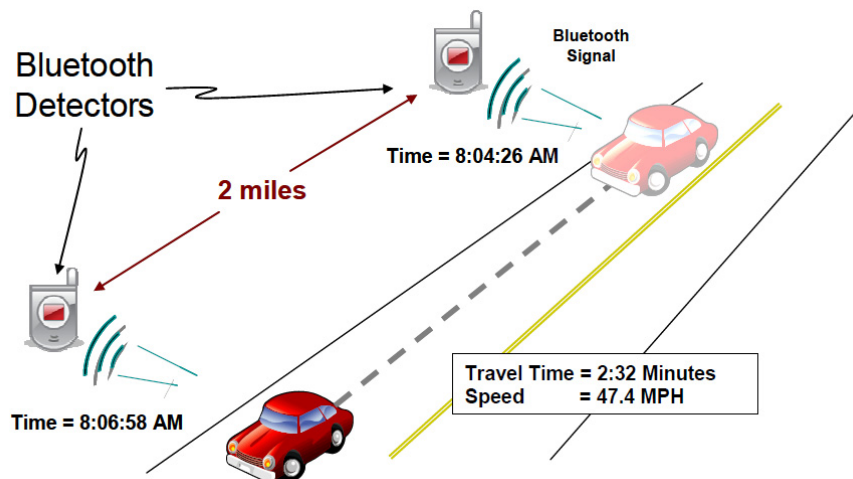 Bluetooth
Detectors
Bluetooth
Signal
Time = 8:04:26 AM
2 miles
Time = 8:06:58 AM
Travel Time = 2:32 Minutes
Speed = 47.4 MPH